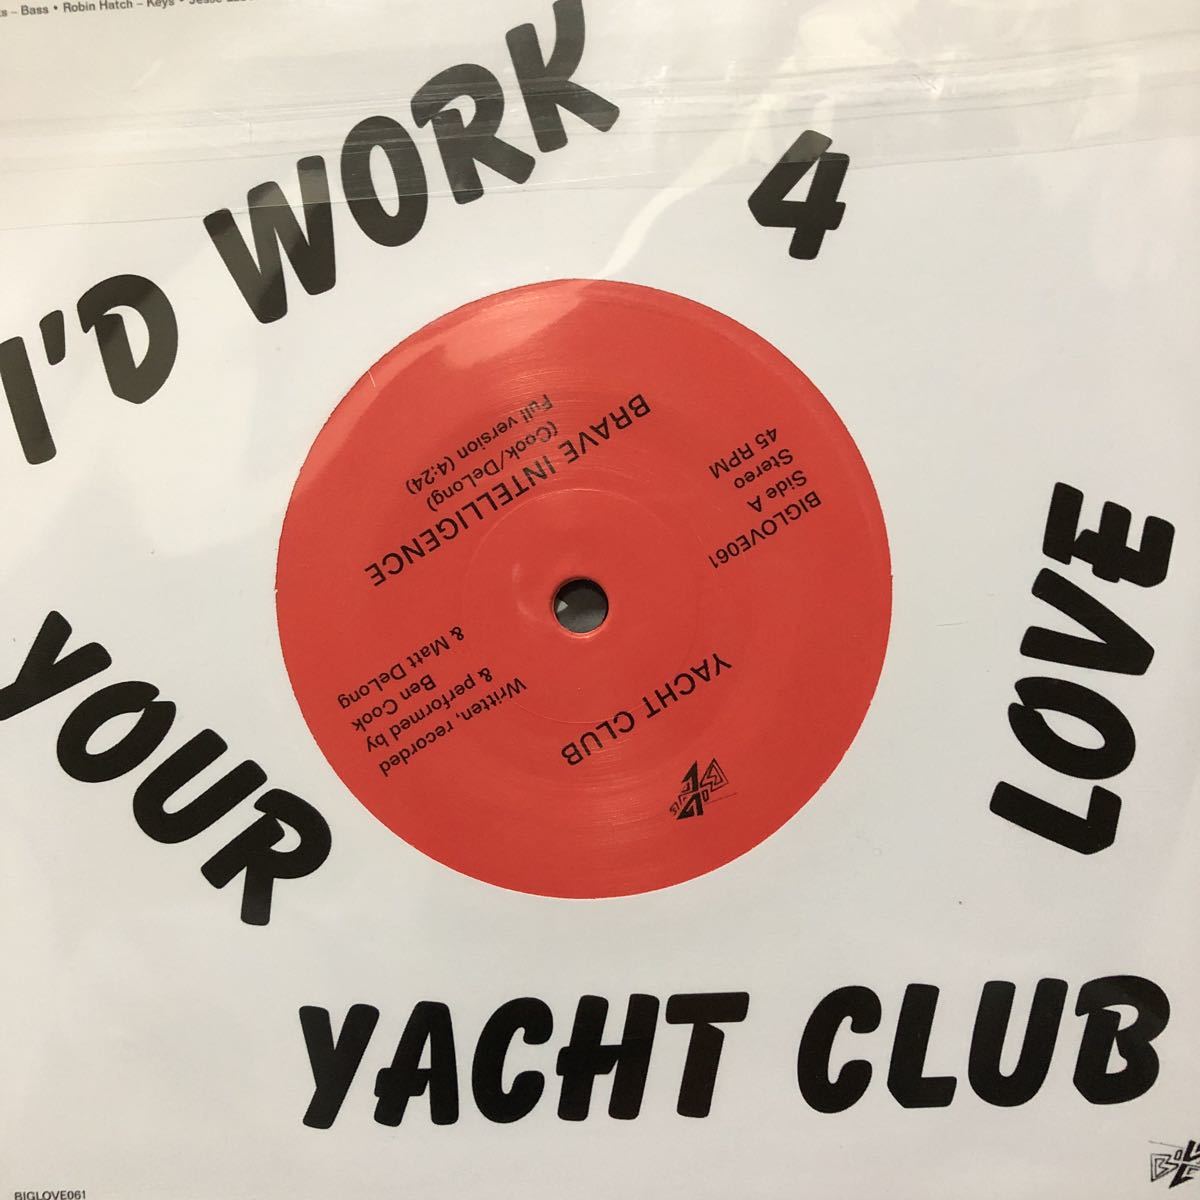 – Bass • Robin Hatch – Keys •
I'D WORK 4
YOUR LOVE
YACHT CLUB
BIGLOVE061
YACHT CLUB
Written, recorded
& performed by
Ben Cook
& Matt DeLong
BIGLOVE061
Side A
Stereo
45 RPM
BRAVE INTELLIGENCE
(Cook/DeLong)
Full version (4:24)